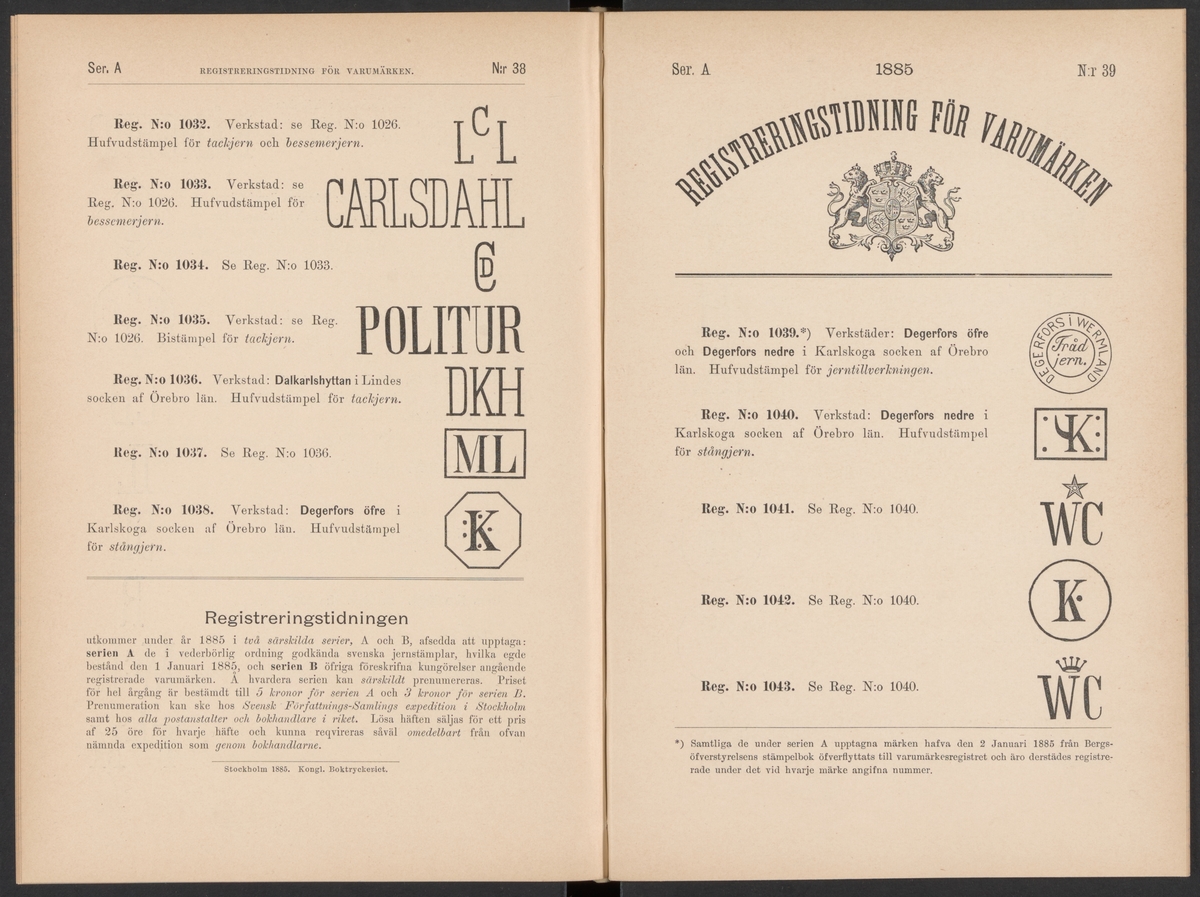 Ser. A REGISTRERINGSTIDNING FÖR VARUMÄRKEN. N:r 38
Reg. N:o 1032. Verkstad: se Reg. N:o 1026.
Hufvudstämpel för tackjern och bessemerjern.
LCL
Reg. N:o 1033. Verkstad: se
Reg. N:o 1026. Hufvudstämpel för
bessemerjern.
CARLSDAHL
Reg. N:o 1034. Se Reg. N:o 1033.
CD
Reg. N:o 1035. Verkstad: se Reg.
N:o 1026. Bistämpel för tackjern.
POLITUR
Reg. N:o 1036. Verkstad: Dalkarlshyttan i Lindes
socken af Örebro län. Hufvudstämpel för tackjern.
DKH
Reg. N:o 1037. Se Reg. N:o 1036.
ML
Reg. N:o 1038. Verkstad: Degerfors öfre i
Karlskoga socken af Örebro län. Hufvudstämpel
för stångjern.
K
Registreringstidningen
utkommer under år 1885 i två särskilda serier, A och B, afsedda att upptaga:
serien A de i vederbörlig ordning godkända svenska jernstämplar, hvilka egde
bestånd den 1 Januari 1885, och serien B öfriga föreskrifna kungörelser angående
registrerade varumärken. Å hvardera serien kan särskildt prenumereras. Priset
för hel årgång är bestämdt till 5 kronor för serien A och 3 kronor för serien B.
Prenumeration kan ske hos Svensk Författnings-Samlings expedition i Stockholm
samt hos alla postanstalter och bokhandlare i riket. Lösa häften säljas för ett pris
af 25 öre för hvarje häfte och kunna reqvireras såväl omedelbart från ofvan
nämnda expedition som genom bokhandlarne.
Stockholm 1885. Kongl. Boktryckeriet.
Ser. A 1885 N:r 39
REGISTRERINGSTIDNING FÖR VARUMÄRKEN
Reg. N:o 1039.*) Verkstäder: Degerfors öfre
och Degerfors nedre i Karlskoga socken af Örebro
län. Hufvudstämpel för jerntillverkningen.
DEGERFORS I WERMLAND
Tråd
jern.
Reg. N:o 1040. Verkstad: Degerfors nedre i
Karlskoga socken af Örebro län. Hufvudstämpel
för stångjern.
K
Reg. N:o 1041. Se Reg. N:o 1040.
WC
Reg. N:o 1042. Se Reg. N:o 1040.
K
Reg. N:o 1043. Se Reg. N:o 1040.
WC
*) Samtliga de under serien A upptagna märken hafva den 2 Januari 1885 från Bergs-
öfverstyrelsens stämpelbok öfverflyttats till varumärkesregistret och äro derstädes registre-
rade under det vid hvarje märke angifna nummer.